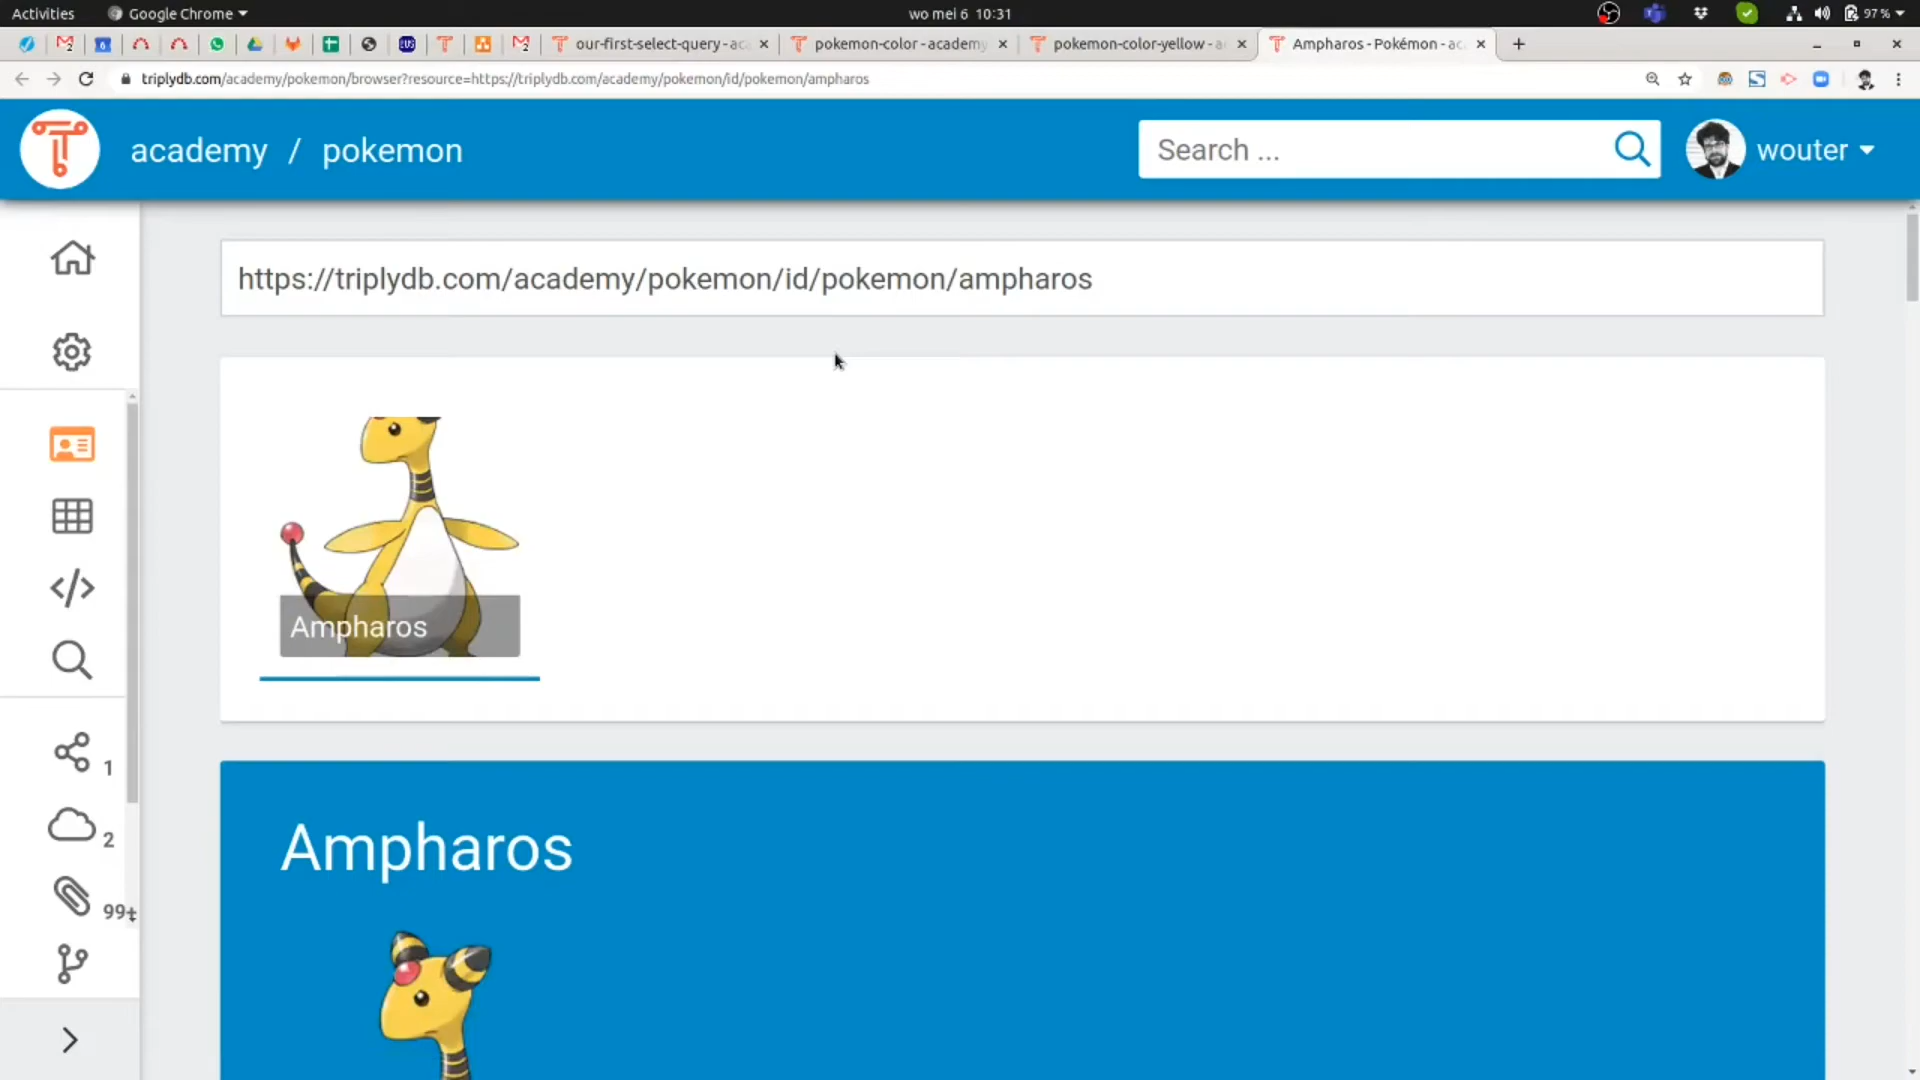 Activities Google Chrome wo mei 6 10:31 97 %
our-first-select-query - aca pokemon-color - academy pokemon-color-yellow - a Ampharos - Pokémon - ac
triplydb.com/academy/pokemon/browser?resource=https://triplydb.com/academy/pokemon/id/pokemon/ampharos
academy / pokemon Search ... wouter
https://triplydb.com/academy/pokemon/id/pokemon/ampharos
Ampharos
1
2
99+
Ampharos